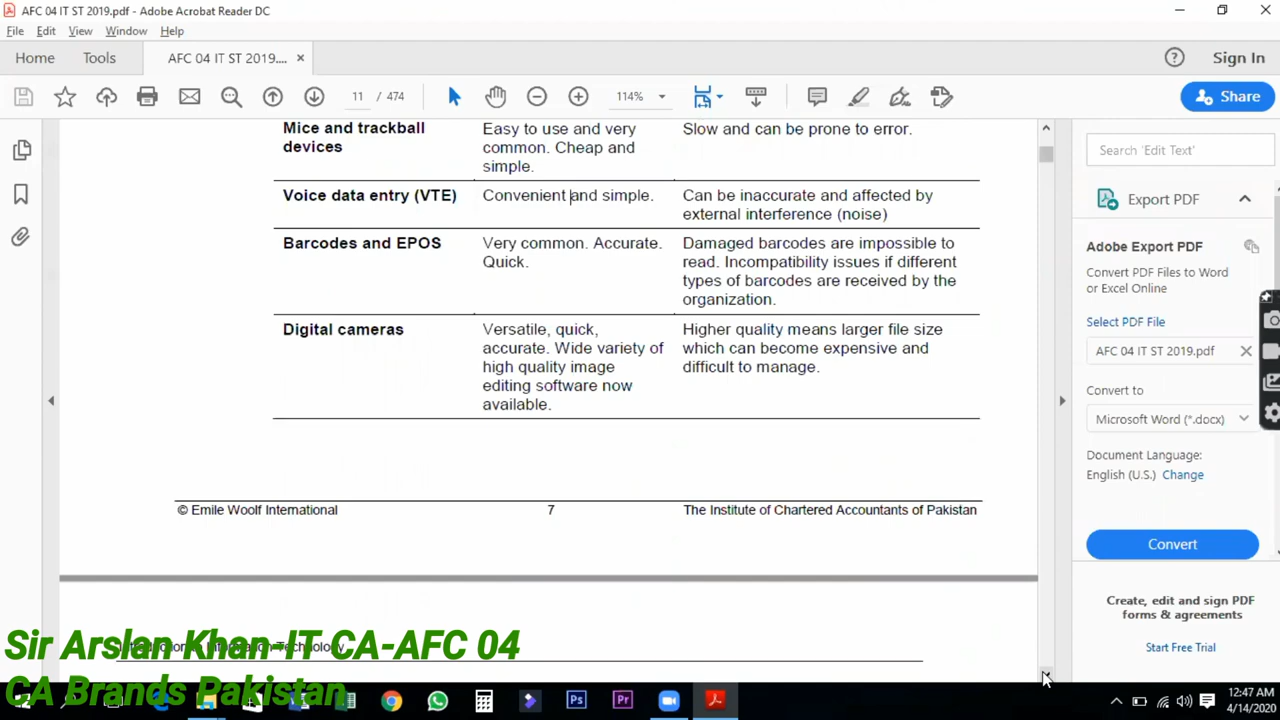 AFC 04 IT ST 2019.pdf - Adobe Acrobat Reader DC
File Edit View Window Help
Home Tools AFC 04 IT ST 2019.... × Sign In
11 / 474 114% Share
Mice and trackball devices
Easy to use and very common. Cheap and simple.
Slow and can be prone to error.
Voice data entry (VTE)
Convenient and simple.
Can be inaccurate and affected by
external interference (noise)
Barcodes and EPOS
Very common. Accurate.
Quick.
Damaged barcodes are impossible to
read. Incompatibility issues if different
types of barcodes are received by the
organization.
Digital cameras
Versatile, quick,
accurate. Wide variety of
high quality image
editing software now
available.
Higher quality means larger file size
which can become expensive and
difficult to manage.
© Emile Woolf International 7 The Institute of Chartered Accountants of Pakistan
Introduction to Information Technology
Search 'Edit Text'
Export PDF
Adobe Export PDF
Convert PDF Files to Word
or Excel Online
Select PDF File
AFC 04 IT ST 2019.pdf ×
Convert to
Microsoft Word (*.docx)
Document Language:
English (U.S.) Change
Convert
Create, edit and sign PDF
forms & agreements
Start Free Trial
Sir Arslan Khan-IT CA-AFC 04
CA Brands Pakistan
Ps Pr
12:47 AM
4/14/2020